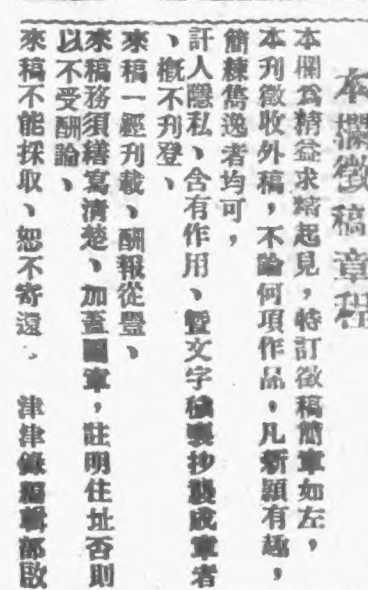 本欄徵稿章程
本欄爲精益求精起見，特訂徵稿簡章如左，
本刊徵收外稿，不論何項作品，凡新穎有趣，
簡練雋逸者均可，
訐人隱私、含有作用、暨文字穢褻抄襲成章者
、概不刊登、
來稿一經刊載、酬報從豐、
來稿務須繕寫清楚、加蓋圖章，註明住址否則
以不受酬論、
來稿不能採取、恕不寄還、 津津錄編輯部啟